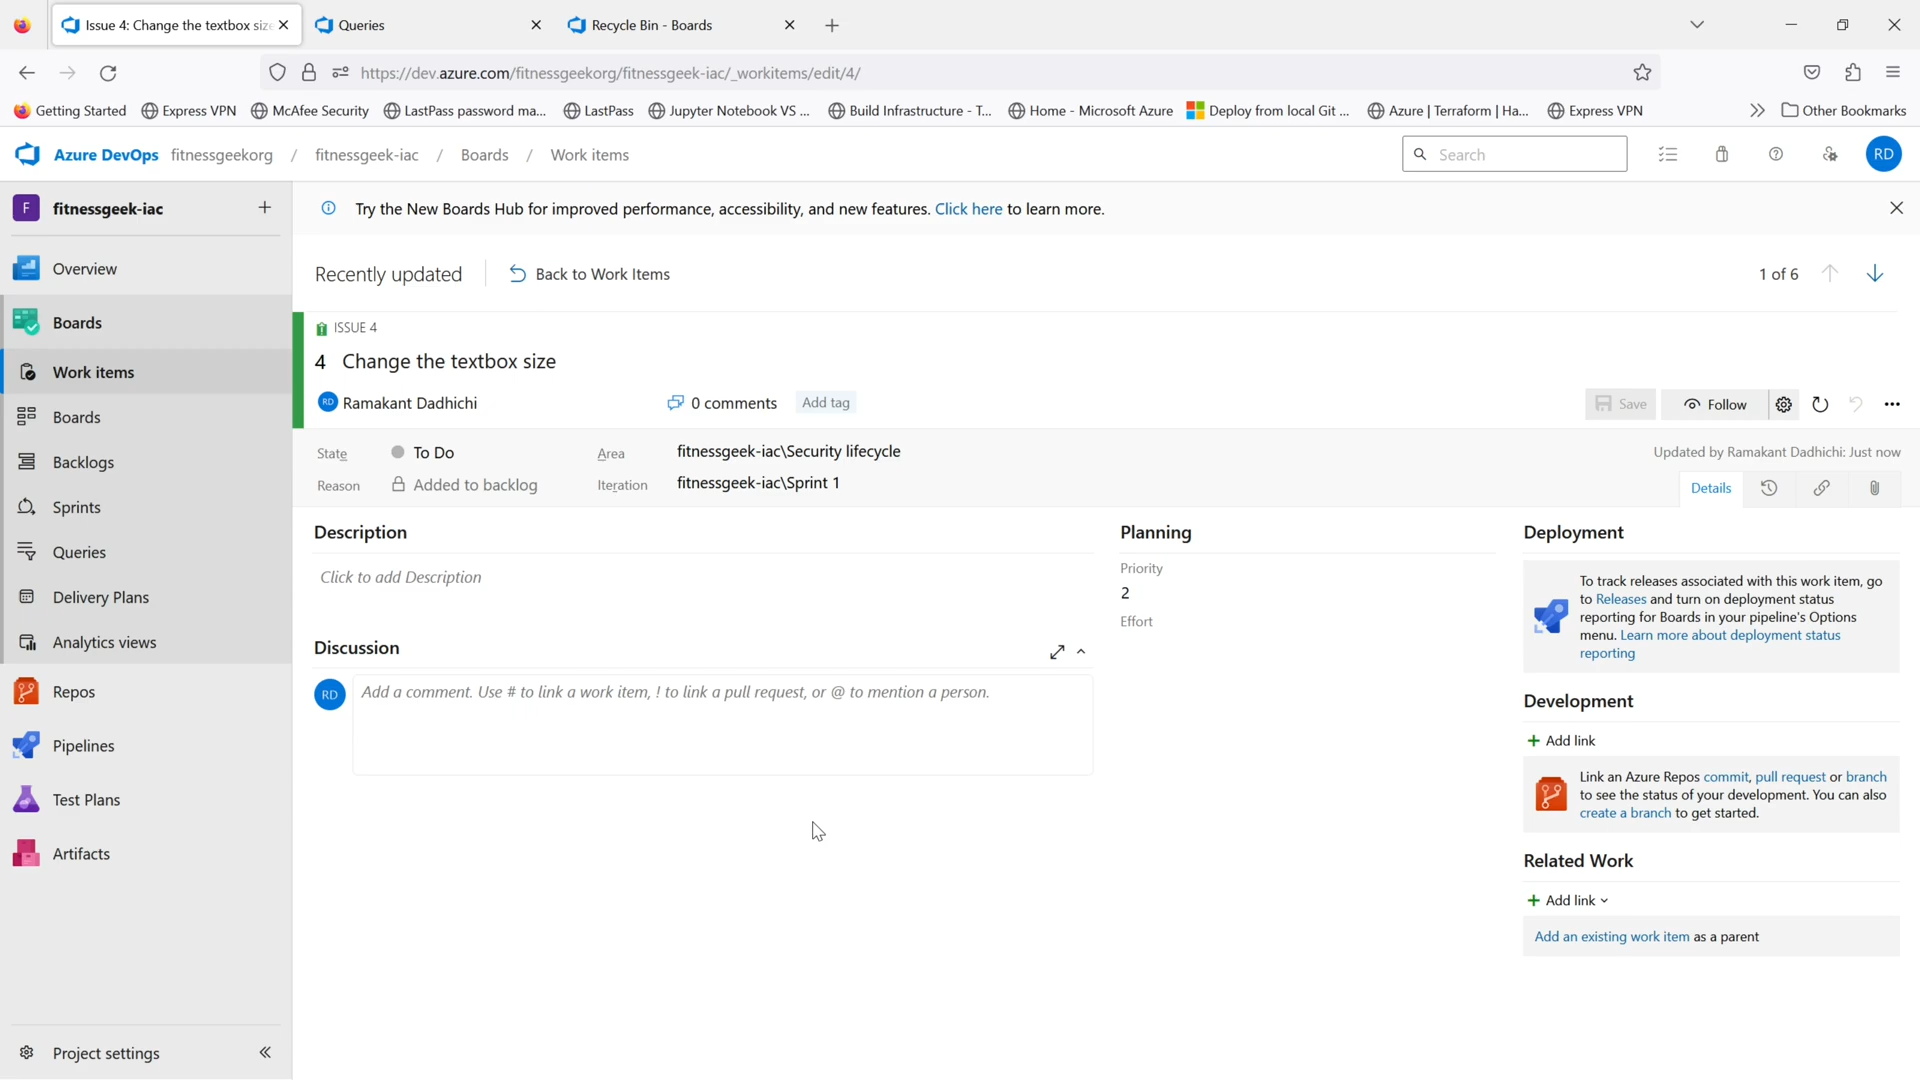 Issue 4: Change the textbox size
Queries
Recycle Bin - Boards
https://dev.azure.com/fitnessgeekorg/fitnessgeek-iac/_workitems/edit/4/
Getting Started
Express VPN
McAfee Security
LastPass password ma...
LastPass
Jupyter Notebook VS ...
Build Infrastructure - T...
Home - Microsoft Azure
Deploy from local Git ...
Azure | Terraform | Ha...
Express VPN
Other Bookmarks
Azure DevOps fitnessgeekorg / fitnessgeek-iac / Boards / Work items
Search
RD
F fitnessgeek-iac
Try the New Boards Hub for improved performance, accessibility, and new features. Click here to learn more.
Overview
Boards
Work items
Boards
Backlogs
Sprints
Queries
Delivery Plans
Analytics views
Repos
Pipelines
Test Plans
Artifacts
Project settings
Recently updated
Back to Work Items
1 of 6
ISSUE 4
4 Change the textbox size
RD Ramakant Dadhichi
0 comments
Add tag
Save
Follow
State To Do
Area fitnessgeek-iac\Security lifecycle
Updated by Ramakant Dadhichi: Just now
Reason Added to backlog
Iteration fitnessgeek-iac\Sprint 1
Details
Description
Click to add Description
Discussion
RD
Add a comment. Use # to link a work item, ! to link a pull request, or @ to mention a person.
Planning
Priority
2
Effort
Deployment
To track releases associated with this work item, go
to Releases and turn on deployment status
reporting for Boards in your pipeline's Options
menu. Learn more about deployment status
reporting
Development
Add link
Link an Azure Repos commit, pull request or branch
to see the status of your development. You can also
create a branch to get started.
Related Work
Add link
Add an existing work item as a parent